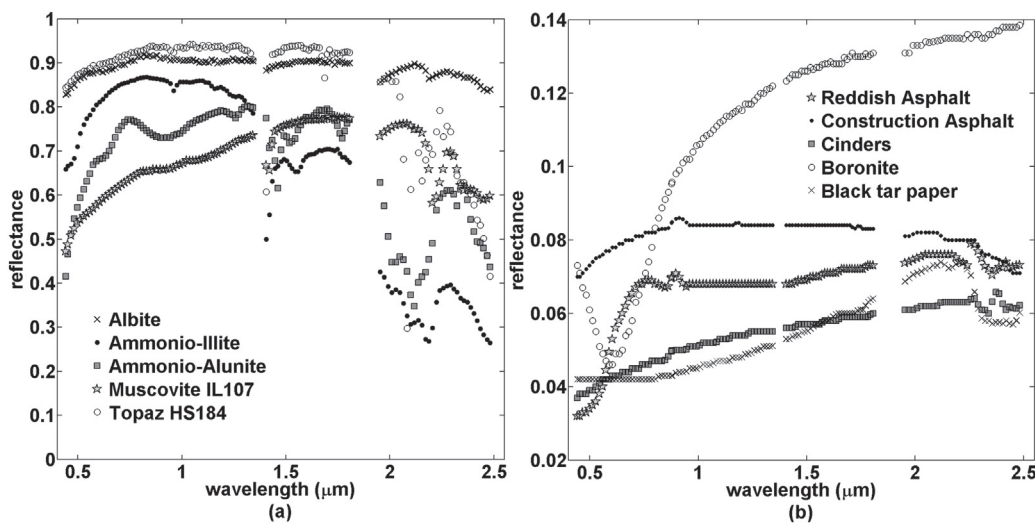 1
0.9
0.8
0.7
0.6
0.5
0.4
0.3
0.2
0.1
0
reflectance
Albite
Ammonio-Illite
Ammonio-Alunite
Muscovite IL107
Topaz HS184
0.5 1 1.5 2 2.5
wavelength (μm)
(a)
0.14
0.12
0.1
0.08
0.06
0.04
0.02
reflectance
Reddish Asphalt
Construction Asphalt
Cinders
Boronite
Black tar paper
0.5 1 1.5 2 2.5
wavelength (μm)
(b)